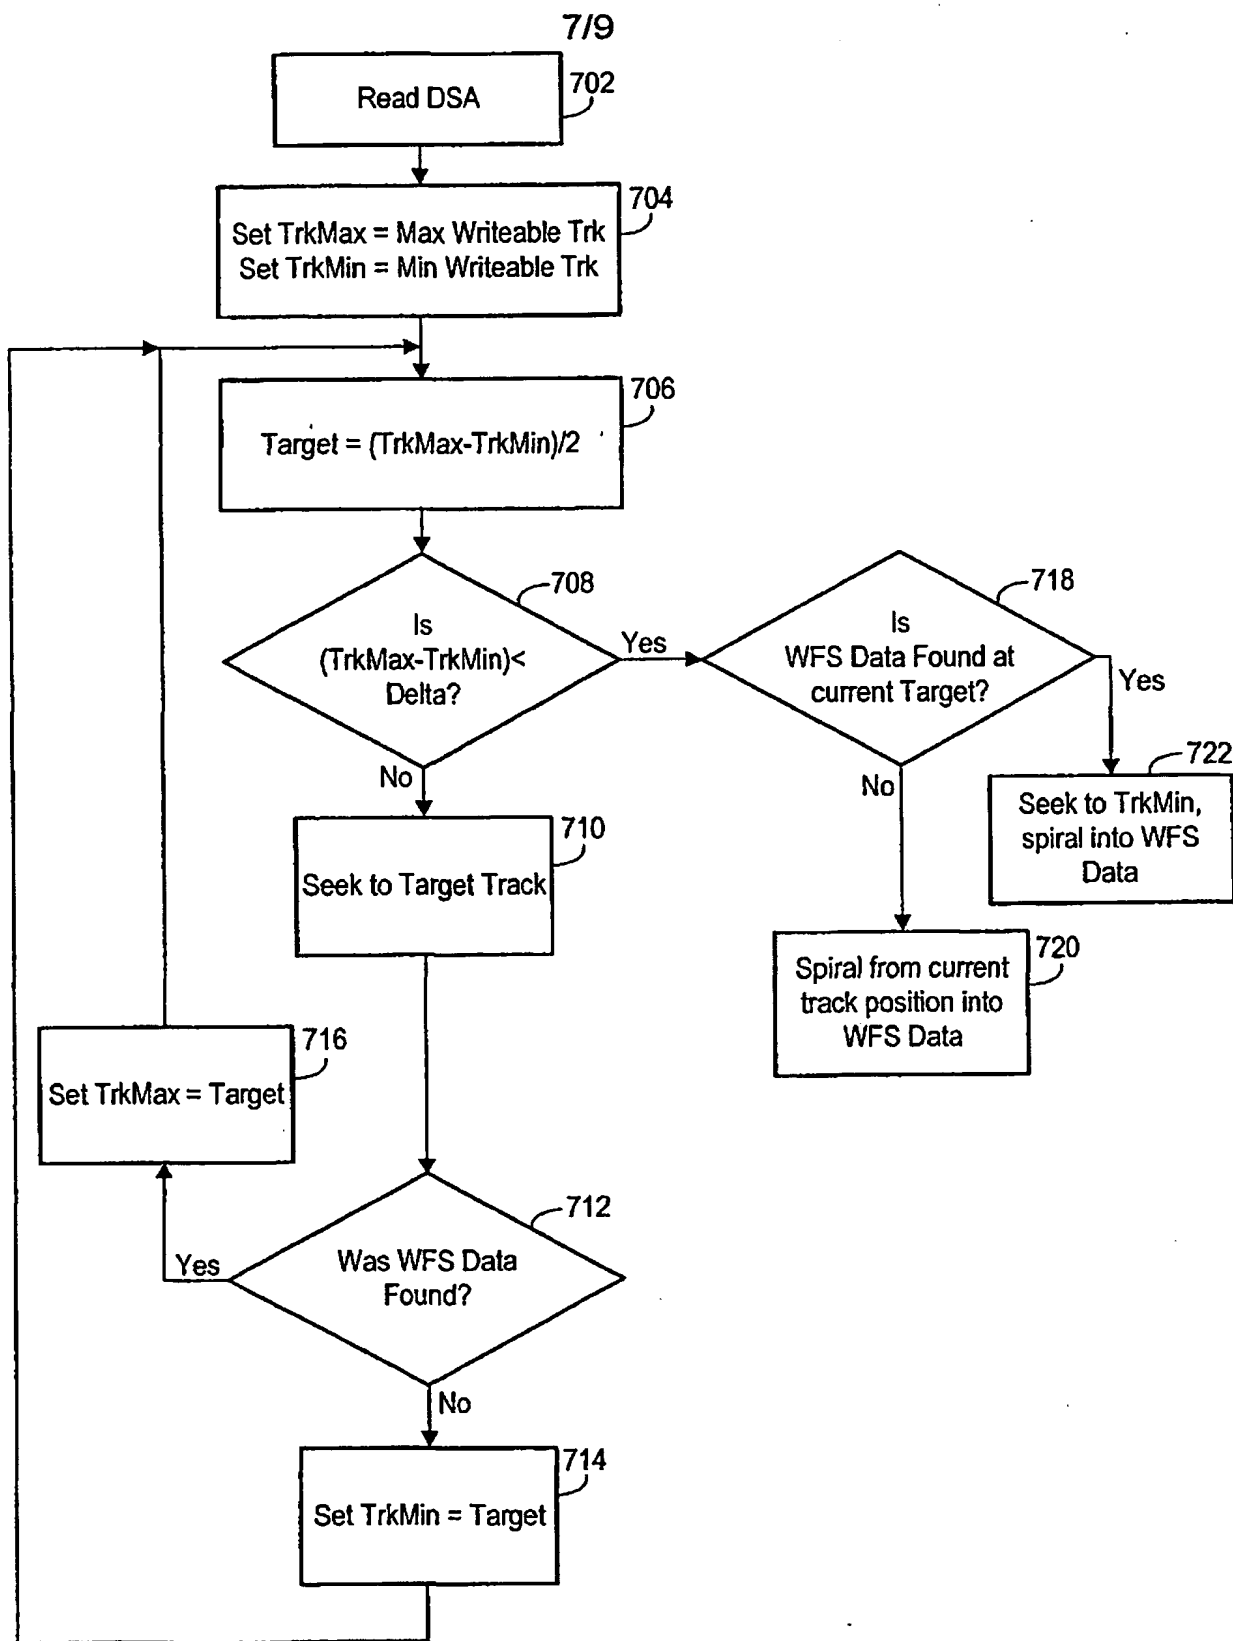 7/9
Read DSA
702
704
Set TrkMax = Max Writeable Trk
Set TrkMin = Min Writeable Trk
706
Target = (TrkMax-TrkMin)/2
708
Is
(TrkMax-TrkMin)<
Delta?
Yes
No
718
Is
WFS Data Found at
current Target?
Yes
No
722
Seek to TrkMin,
spiral into WFS
Data
710
Seek to Target Track
720
Spiral from current
track position into
WFS Data
716
Set TrkMax = Target
712
Was WFS Data
Found?
Yes
No
714
Set TrkMin = Target